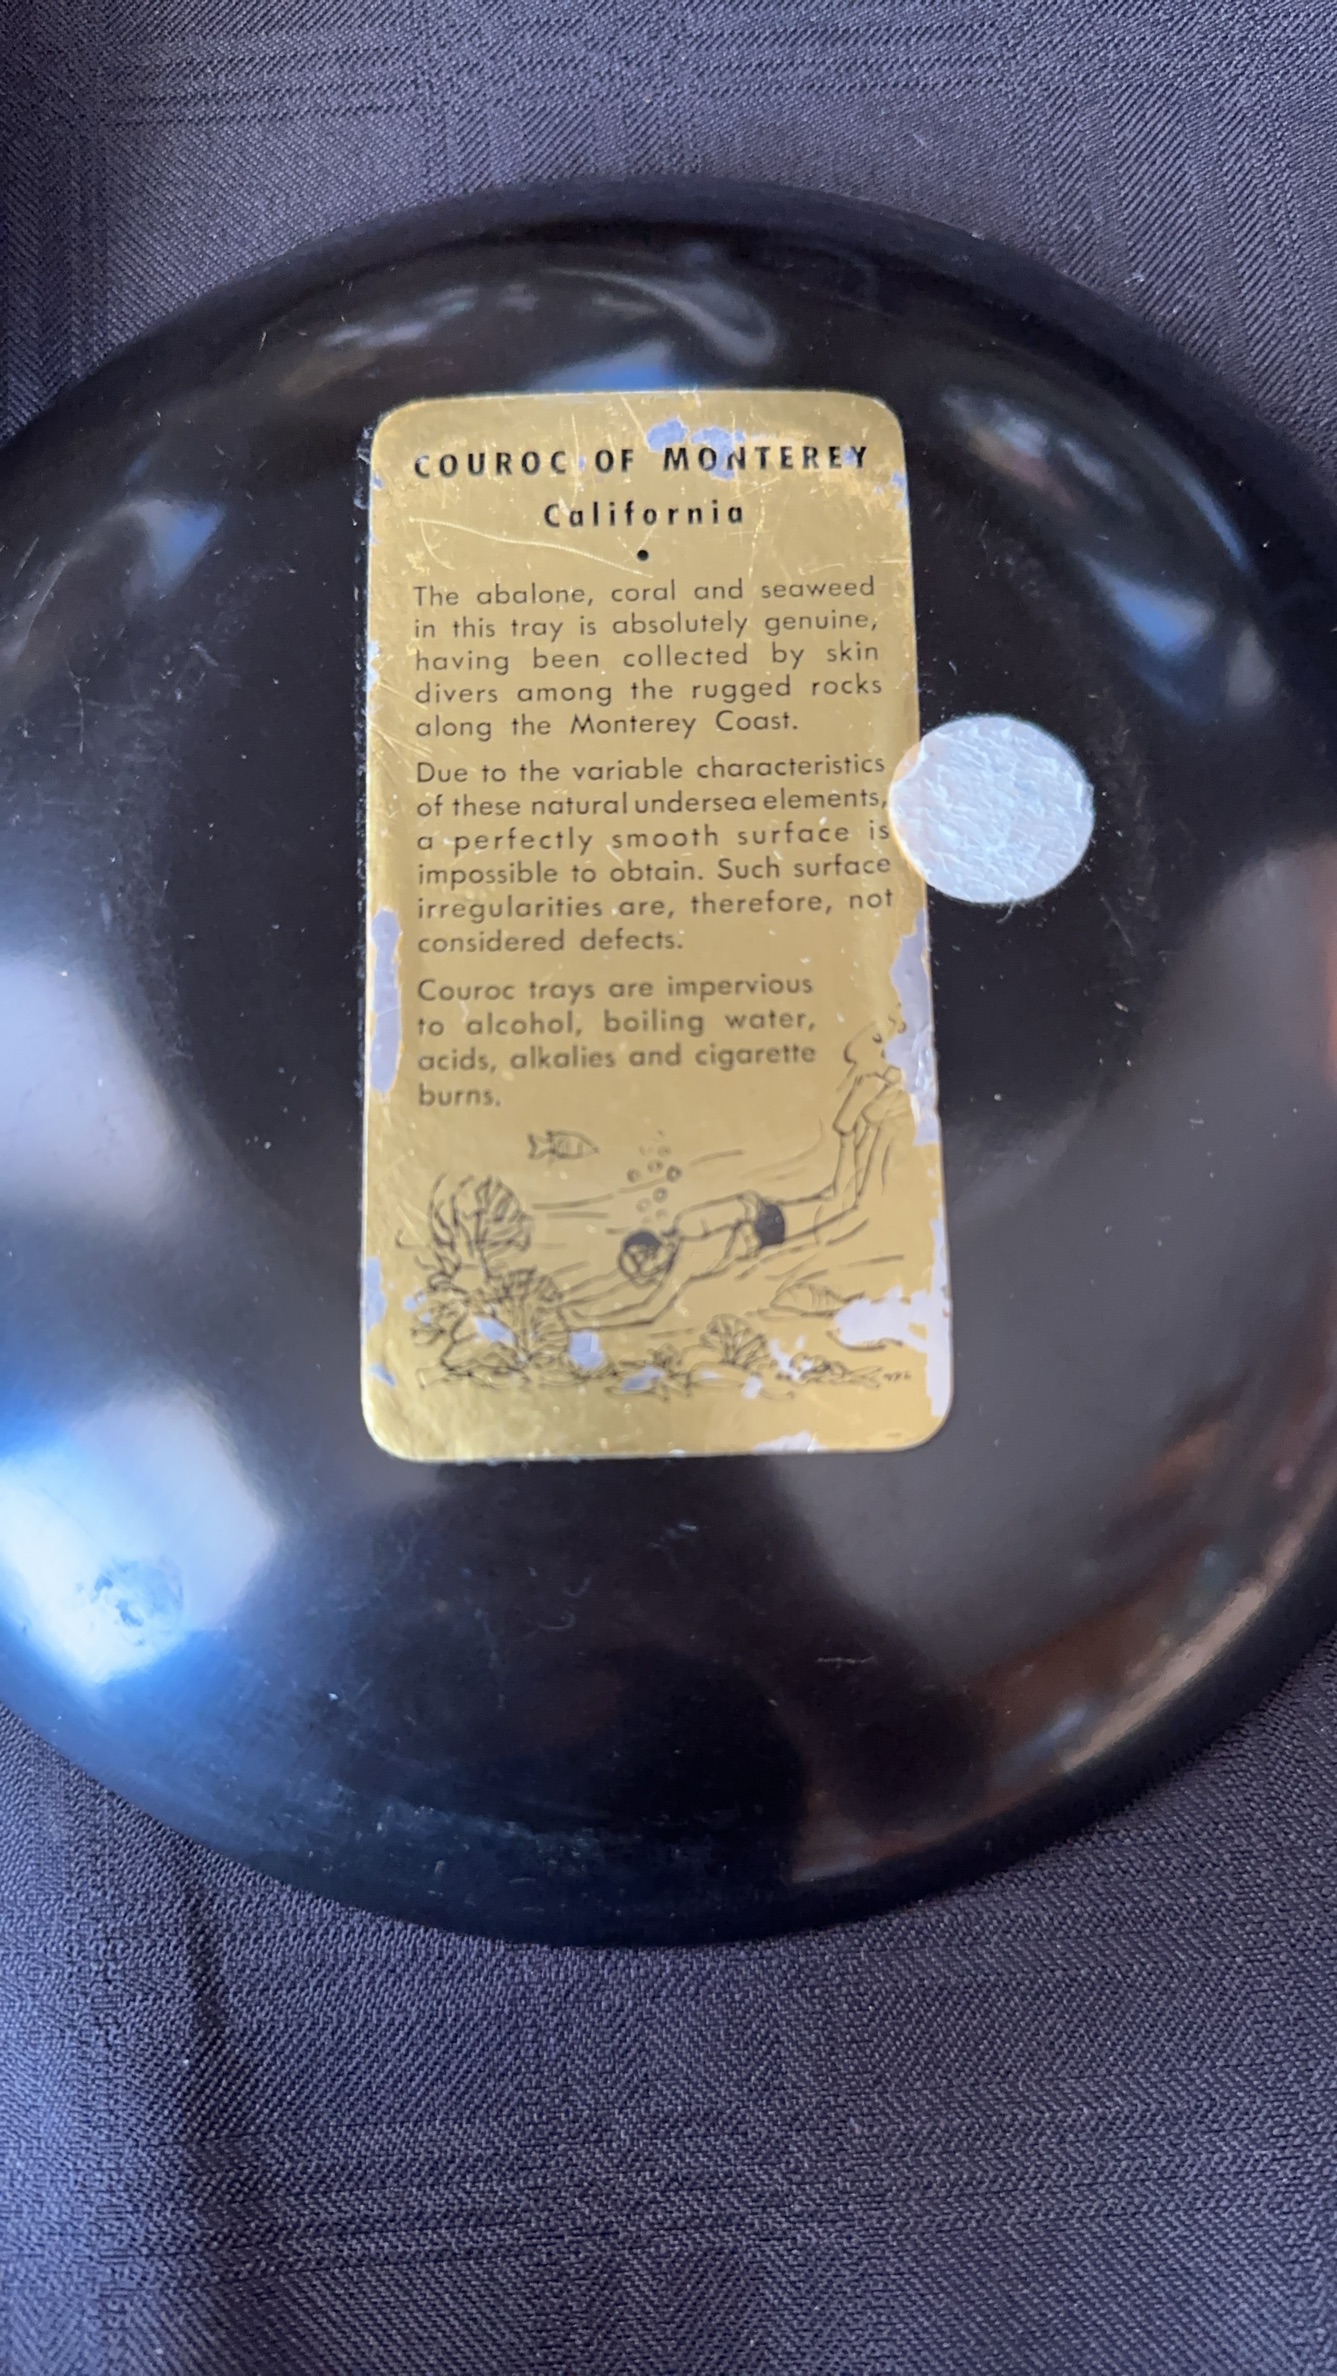 COUROC OF MONTEREY
California
The abalone, coral and seaweed
in this tray is absolutely genuine,
having been collected by skin
divers among the rugged rocks
along the Monterey Coast.
Due to the variable characteristics
of these natural undersea elements,
a perfectly smooth surface is
impossible to obtain. Such surface
irregularities are, therefore, not
considered defects.
Couroc trays are impervious
to alcohol, boiling water,
acids, alkalies and cigarette
burns.